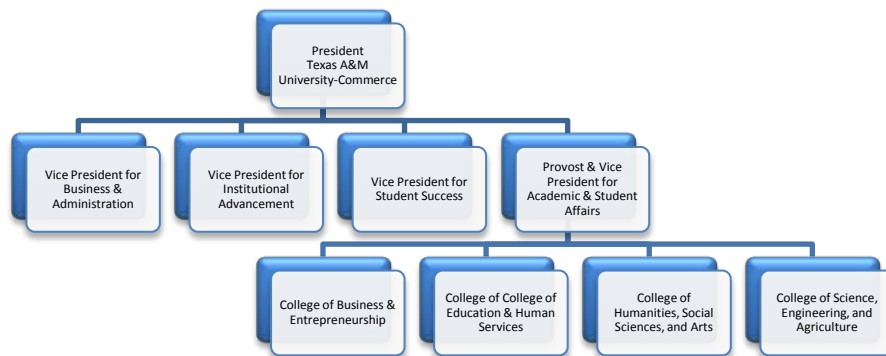 President
Texas A&M
University-Commerce
Vice President for
Business &
Administration
Vice President for
Institutional
Advancement
Vice President for
Student Success
Provost & Vice
President for
Academic & Student
Affairs
College of Business &
Entrepreneurship
College of College of
Education & Human
Services
College of
Humanities, Social
Sciences, and Arts
College of Science,
Engineering, and
Agriculture